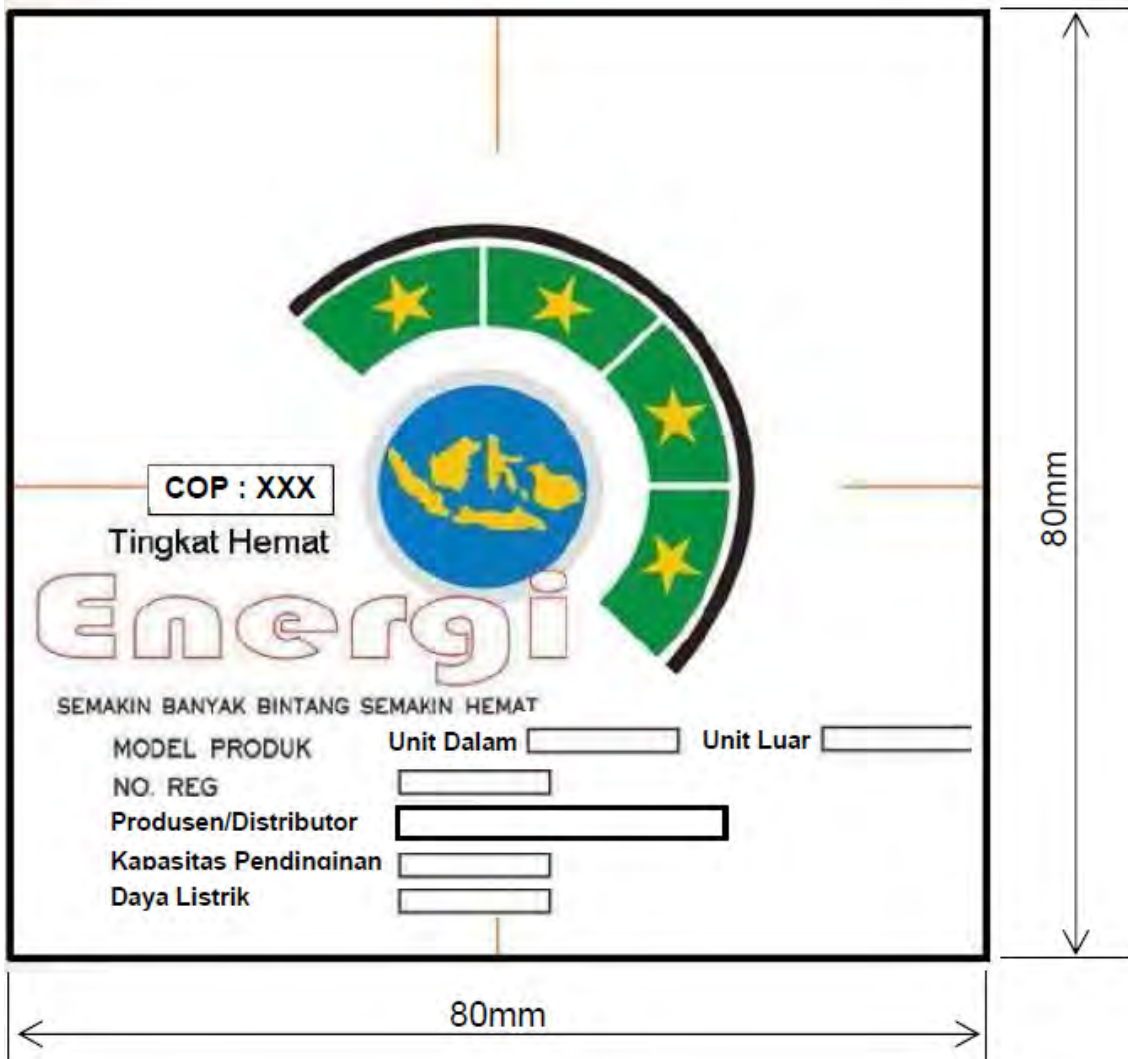 COP : XXX
Tingkat Hemat
Energi
SEMAKIN BANYAK BINTANG SEMAKIN HEMAT
MODEL PRODUK Unit Dalam Unit Luar
NO. REG
Produsen/Distributor
Kapasitas Pendinginan
Daya Listrik
80mm
80mm